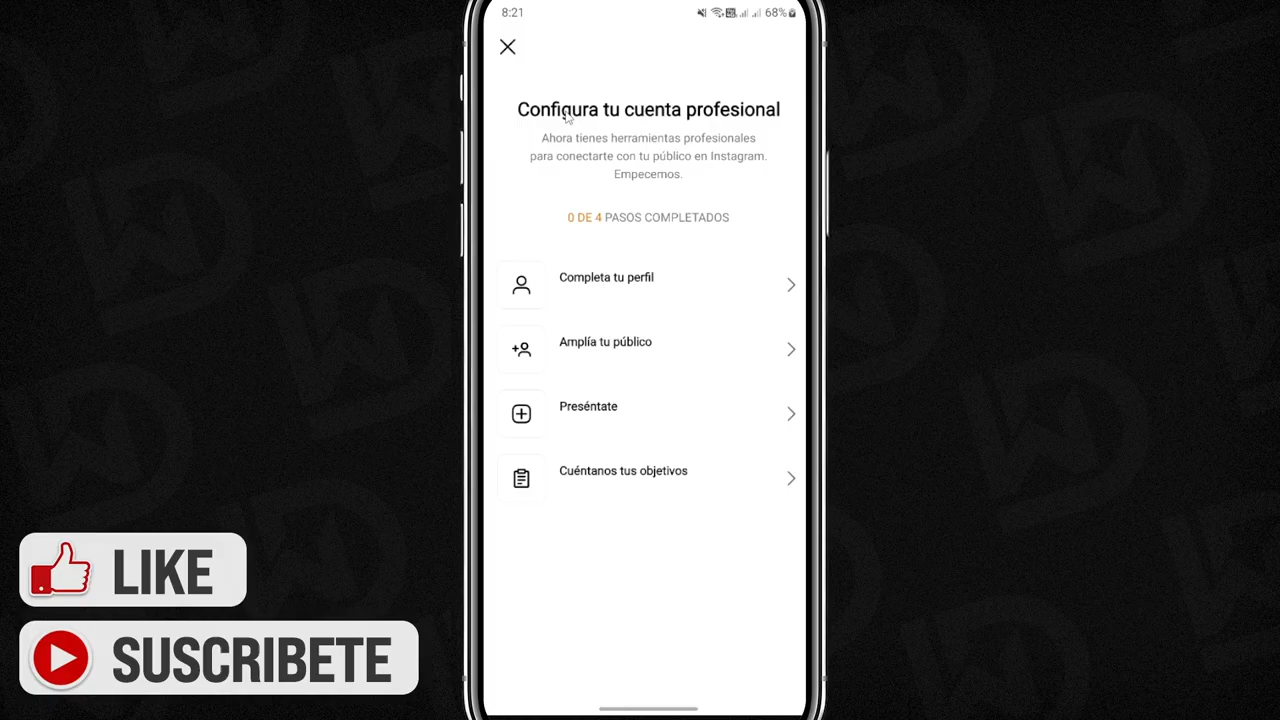 8:21
68%
Configura tu cuenta profesional
Ahora tienes herramientas profesionales
para conectarte con tu público en Instagram.
Empecemos.
0 DE 4 PASOS COMPLETADOS
Completa tu perfil
Amplía tu público
Preséntate
Cuéntanos tus objetivos
LIKE
SUSCRIBETE